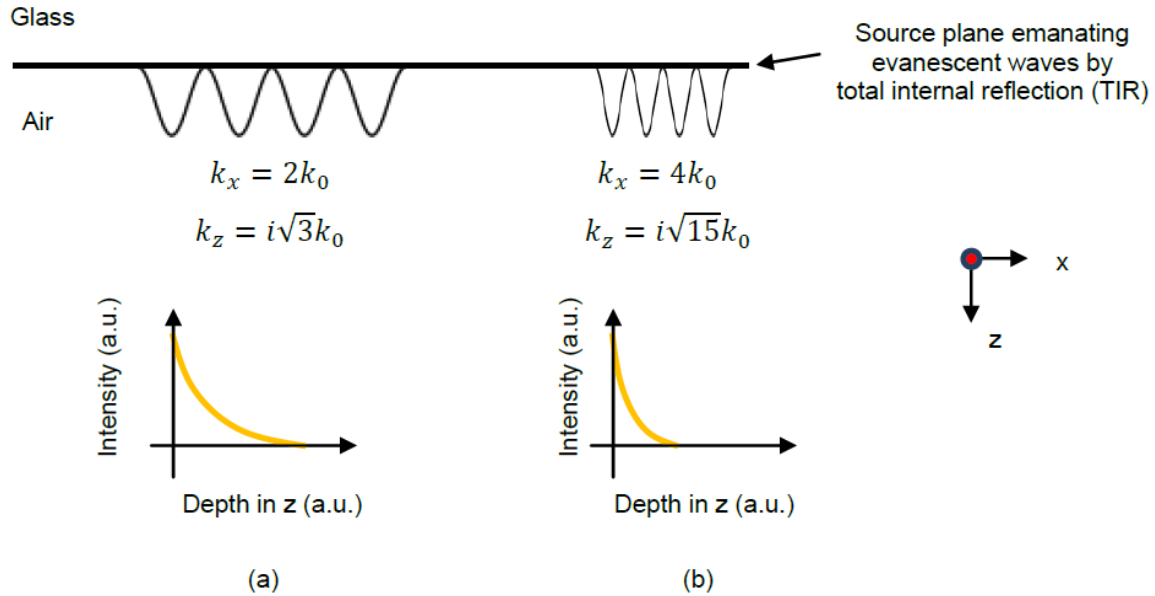 Glass
Source plane emanating
evanescent waves by
total internal reflection (TIR)
Air
k_x = 2k_0
k_x = 4k_0
k_z = i√3k_0
k_z = i√15k_0
x
z
Intensity (a.u.)
Intensity (a.u.)
Depth in z (a.u.)
Depth in z (a.u.)
(a)
(b)